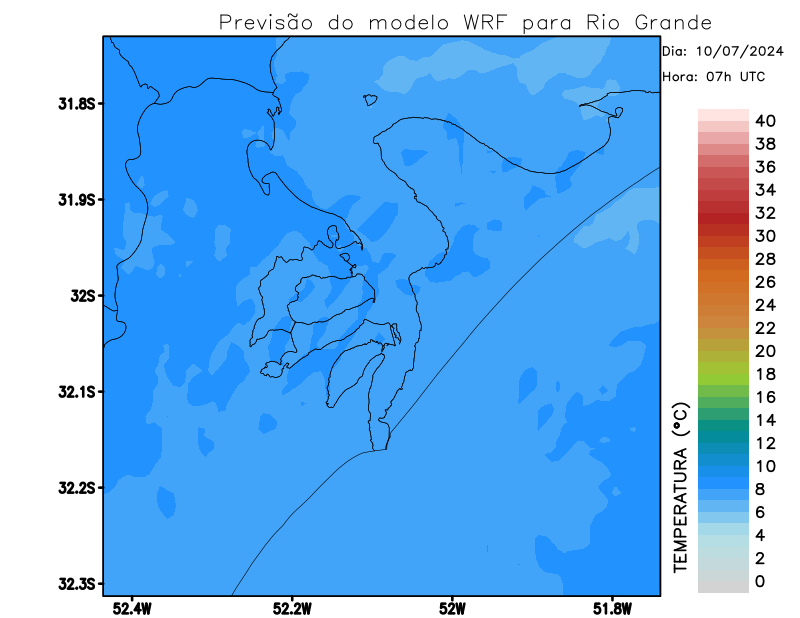 Previsão do modelo WRF para Rio Grande
Dia: 10/07/2024
Hora: 07h UTC
31.8S
31.9S
32S
32.1S
32.2S
32.3S
52.4W
52.2W
52W
51.8W
TEMPERATURA (°C)
40
38
36
34
32
30
28
26
24
22
20
18
16
14
12
10
8
6
4
2
0